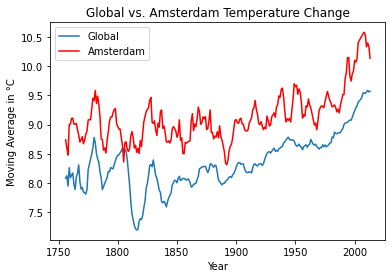 Global vs. Amsterdam Temperature Change
Global
Amsterdam
Moving Average in °C
10.5
10.0
9.5
9.0
8.5
8.0
7.5
1750
1800
1850
1900
1950
2000
Year